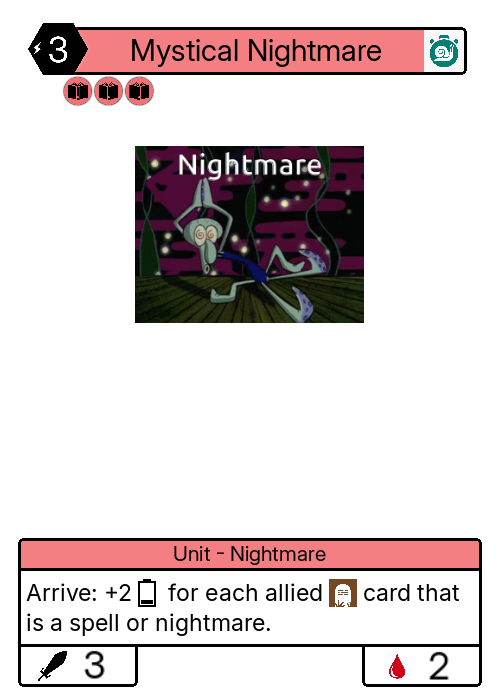 3 Mystical Nightmare
Nightmare
Unit - Nightmare
Arrive: +2 for each allied card that
is a spell or nightmare.
3 2